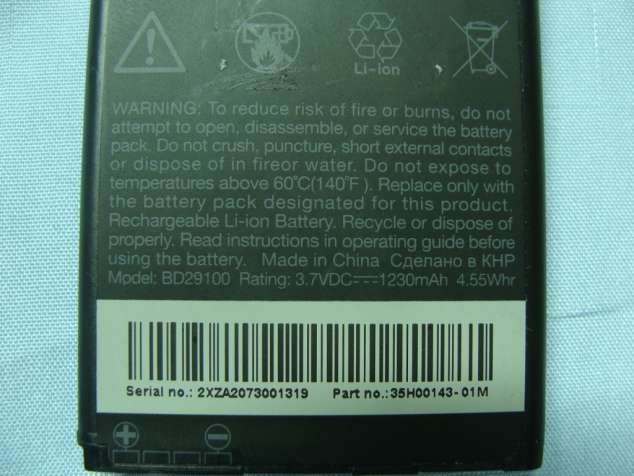 Li-ion
WARNING: To reduce risk of fire or burns, do not
attempt to open, disassemble, or service the battery
pack. Do not crush, puncture, short external contacts
or dispose of in fireor water. Do not expose to
temperatures above 60°C(140°F ). Replace only with
the battery pack designated for this product.
Rechargeable Li-ion Battery. Recycle or dispose of
properly. Read instructions in operating guide before
using the battery. Made in China Сделано в КНР
Model: BD29100 Rating: 3.7VDC⎓1230mAh 4.55Whr
Serial no.: 2XZA2073001319 Part no.:35H00143-01M
+ −